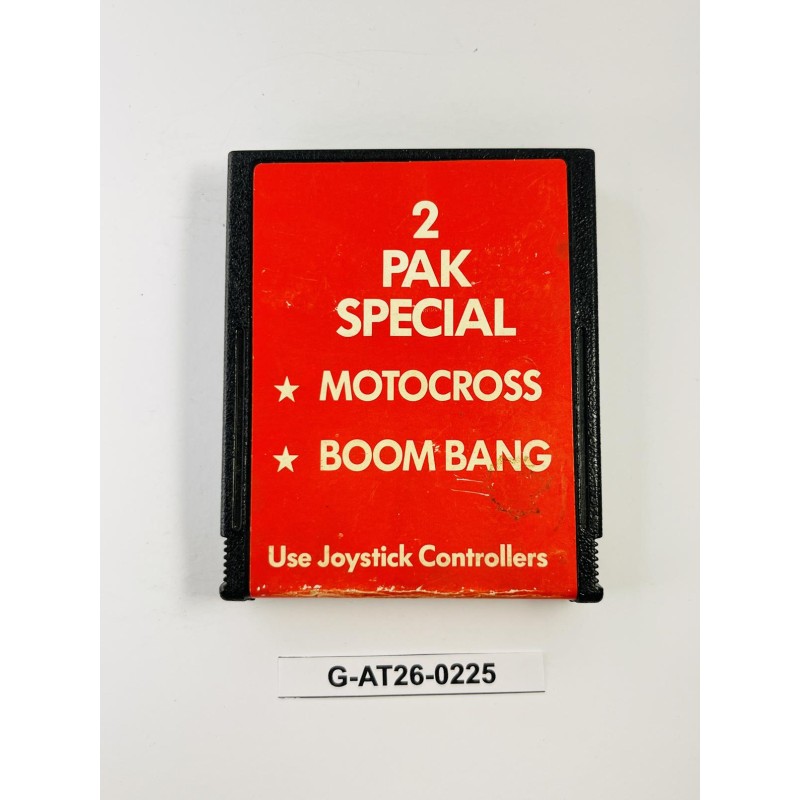 2
PAK
SPECIAL
★ MOTOCROSS
★ BOOM BANG
Use Joystick Controllers
G-AT26-0225